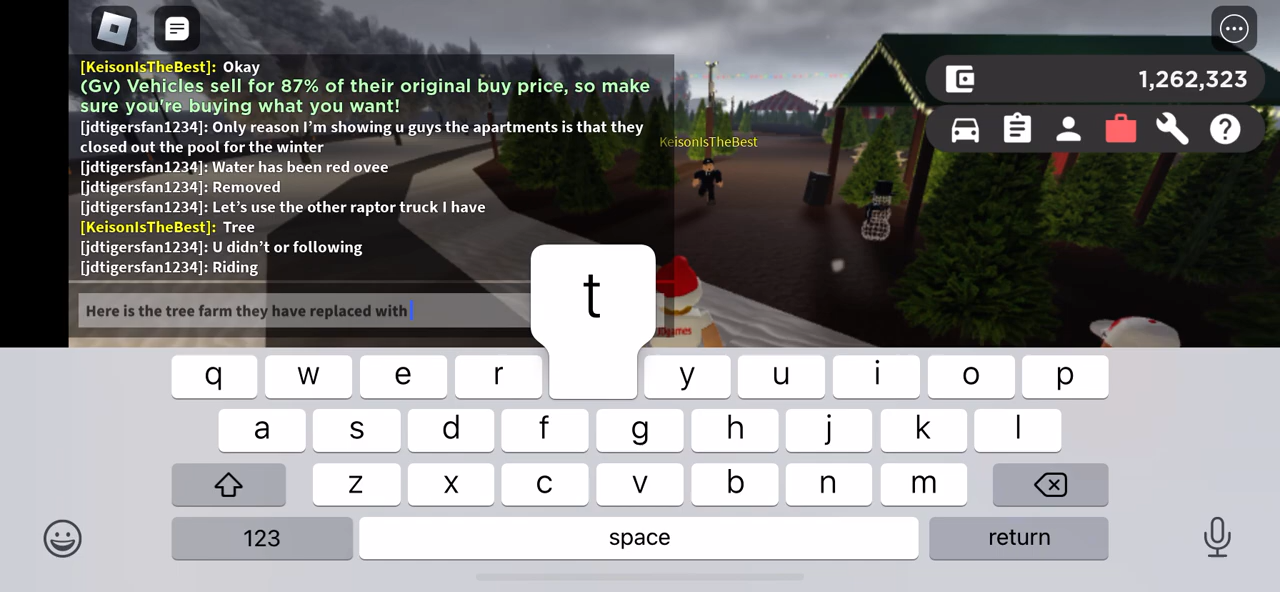 [KeisonIsTheBest]: Okay
(Gv) Vehicles sell for 87% of their original buy price, so make
sure you're buying what you want!
[jdtigersfan1234]: Only reason I'm showing u guys the apartments is that they
closed out the pool for the winter
[jdtigersfan1234]: Water has been red ovee
[jdtigersfan1234]: Removed
[jdtigersfan1234]: Let's use the other raptor truck I have
[KeisonIsTheBest]: Tree
[jdtigersfan1234]: U didn't or following
[jdtigersfan1234]: Riding
Here is the tree farm they have replaced with
KeisonIsTheBest
1,262,323
t
q w e r y u i o p
a s d f g h j k l
z x c v b n m
123 space return